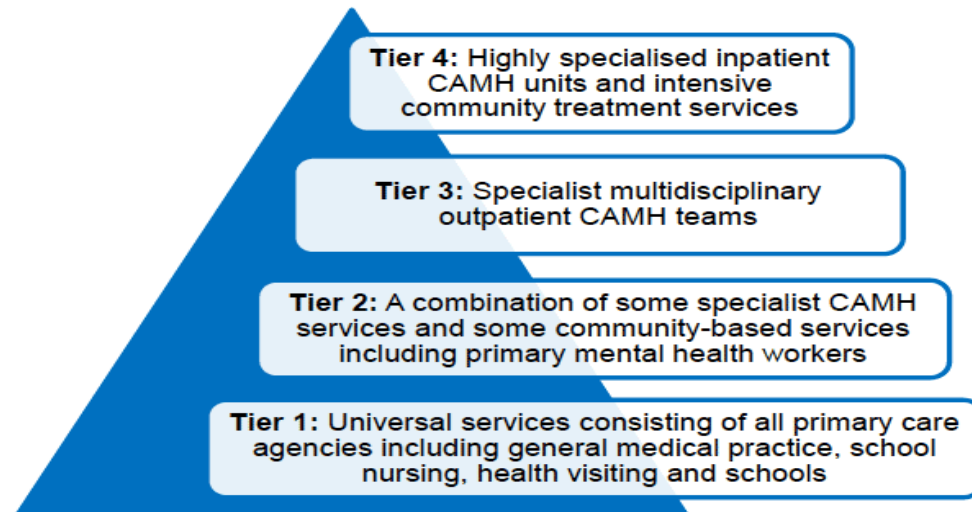 Tier 4: Highly specialised inpatient
CAMH units and intensive
community treatment services
Tier 3: Specialist multidisciplinary
outpatient CAMH teams
Tier 2: A combination of some specialist CAMH
services and some community-based services
including primary mental health workers
Tier 1: Universal services consisting of all primary care
agencies including general medical practice, school
nursing, health visiting and schools